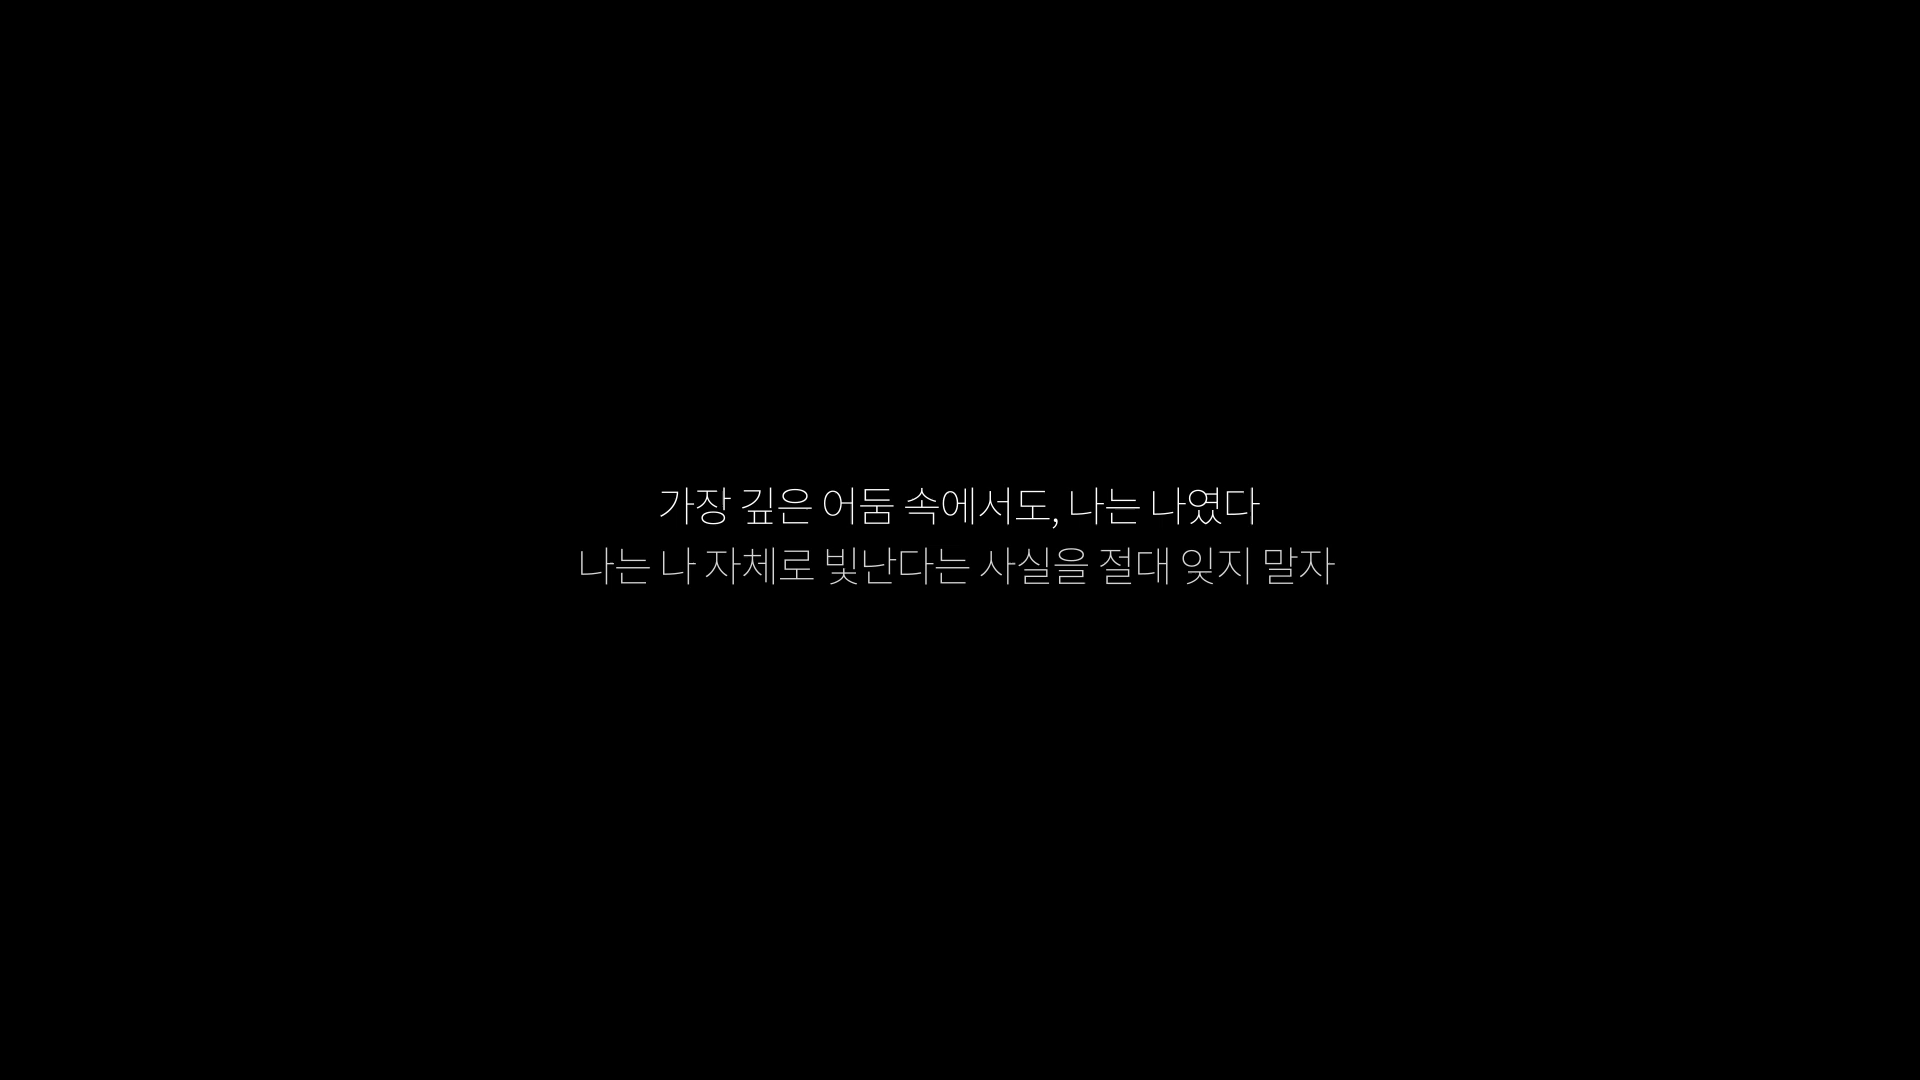 가장 깊은 어둠 속에서도, 나는 나였다
나는 나 자체로 빛난다는 사실을 절대 잊지 말자